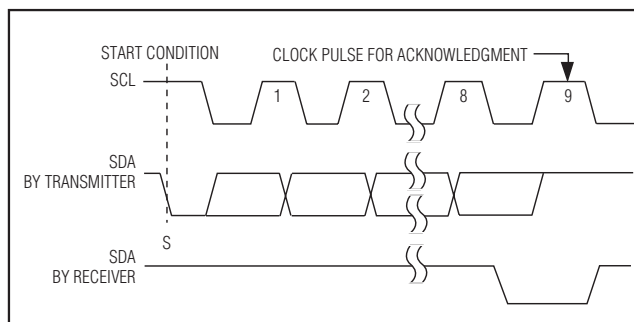 START CONDITION
CLOCK PULSE FOR ACKNOWLEDGMENT
SCL
1 2 8 9
SDA
BY TRANSMITTER
S
SDA
BY RECEIVER